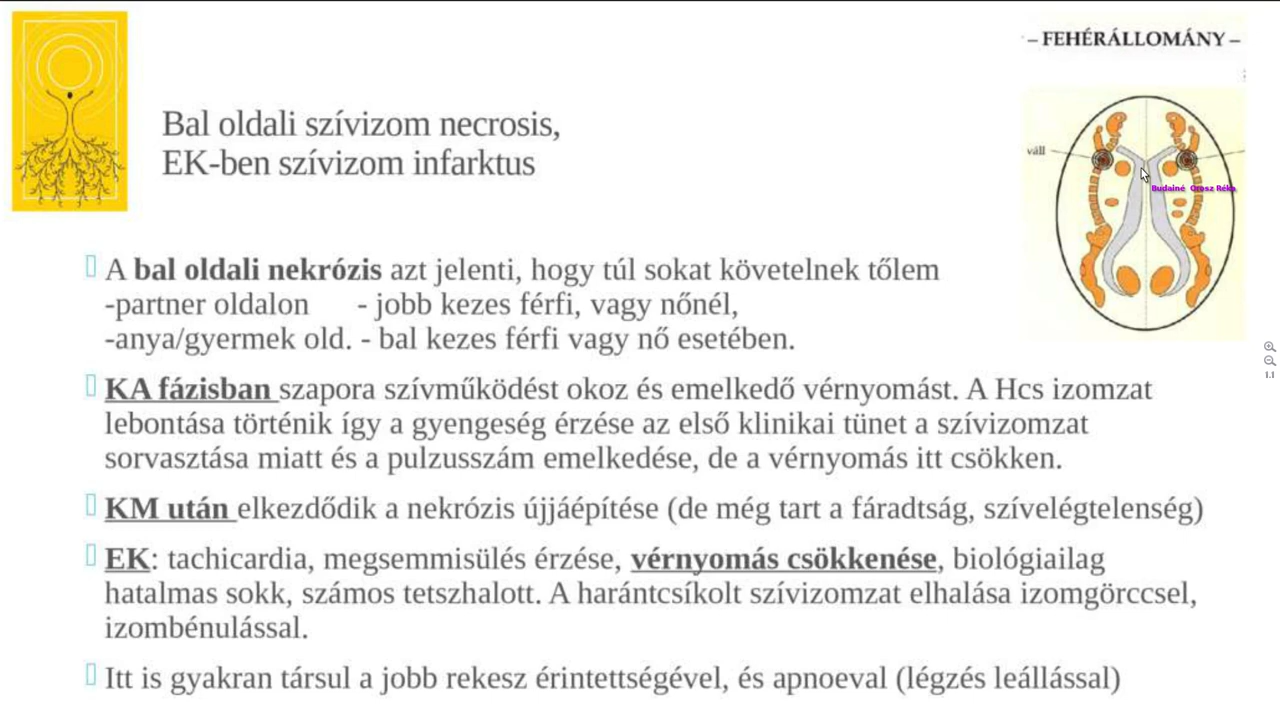 – FEHÉRÁLLOMÁNY –
Bal oldali szívizom necrosis,
EK-ben szívizom infarktus
váll
Budainé Orosz Réka
A bal oldali nekrózis azt jelenti, hogy túl sokat követelnek tőlem
-partner oldalon - jobb kezes férfi, vagy nőnél,
-anya/gyermek old. - bal kezes férfi vagy nő esetében.
KA fázisban szapora szívműködést okoz és emelkedő vérnyomást. A Hcs izomzat
lebontása történik így a gyengeség érzése az első klinikai tünet a szívizomzat
sorvasztása miatt és a pulzusszám emelkedése, de a vérnyomás itt csökken.
KM után elkezdődik a nekrózis újjáépítése (de még tart a fáradtság, szívelégtelenség)
EK: tachicardia, megsemmisülés érzése, vérnyomás csökkenése, biológiailag
hatalmas sokk, számos tetszhalott. A harántcsíkolt szívizomzat elhalása izomgörccsel,
izombénulással.
Itt is gyakran társul a jobb rekesz érintettségével, és apnoeval (légzés leállással)
1:1